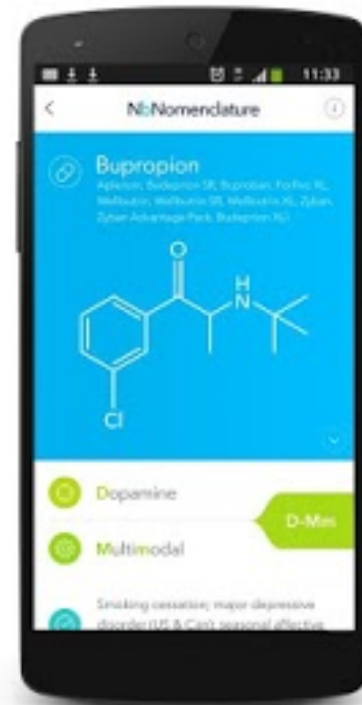 11:33
NbNomenclature
i
Bupropion
Aplenzin, Budeprion SR, Buproban, Forfivo XL,
Wellbutrin, Wellbutrin SR, Wellbutrin XL, Zyban,
Zyban Advantage Pack, Budeprion XL)
O
H
N
Cl
Dopamine
D-Mm
Multimodal
Smoking cessation; major depressive
disorder (US & Can); seasonal affective